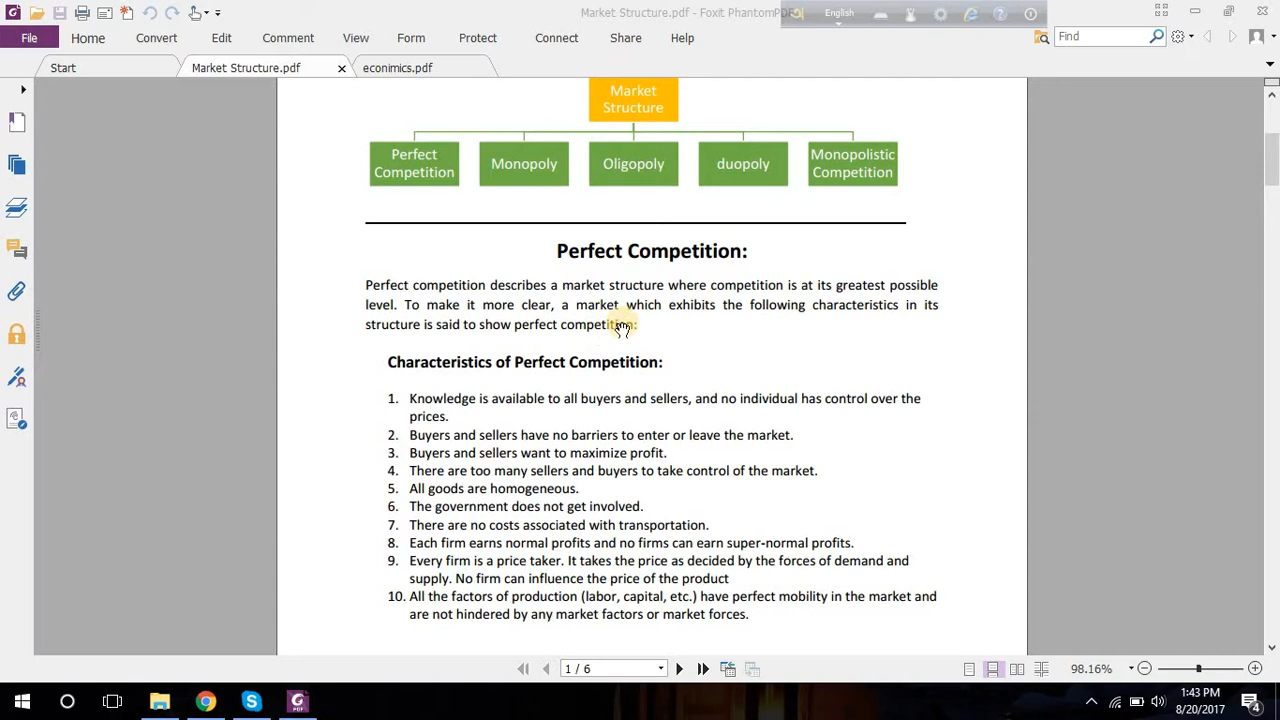 Market Structure.pdf - Foxit PhantomPDF
English
File Home Convert Edit Comment View Form Protect Connect Share Help
Find
Start Market Structure.pdf econimics.pdf
Market
Structure
Perfect
Competition
Monopoly
Oligopoly
duopoly
Monopolistic
Competition
Perfect Competition:
Perfect competition describes a market structure where competition is at its greatest possible
level. To make it more clear, a market which exhibits the following characteristics in its
structure is said to show perfect competition:
Characteristics of Perfect Competition:
1. Knowledge is available to all buyers and sellers, and no individual has control over the
prices.
2. Buyers and sellers have no barriers to enter or leave the market.
3. Buyers and sellers want to maximize profit.
4. There are too many sellers and buyers to take control of the market.
5. All goods are homogeneous.
6. The government does not get involved.
7. There are no costs associated with transportation.
8. Each firm earns normal profits and no firms can earn super-normal profits.
9. Every firm is a price taker. It takes the price as decided by the forces of demand and
supply. No firm can influence the price of the product
10. All the factors of production (labor, capital, etc.) have perfect mobility in the market and
are not hindered by any market factors or market forces.
1 / 6
98.16%
1:43 PM
8/20/2017
4